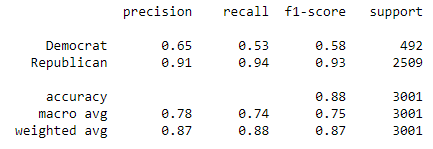 precision recall f1-score support
Democrat 0.65 0.53 0.58 492
Republican 0.91 0.94 0.93 2509
accuracy 0.88 3001
macro avg 0.78 0.74 0.75 3001
weighted avg 0.87 0.88 0.87 3001